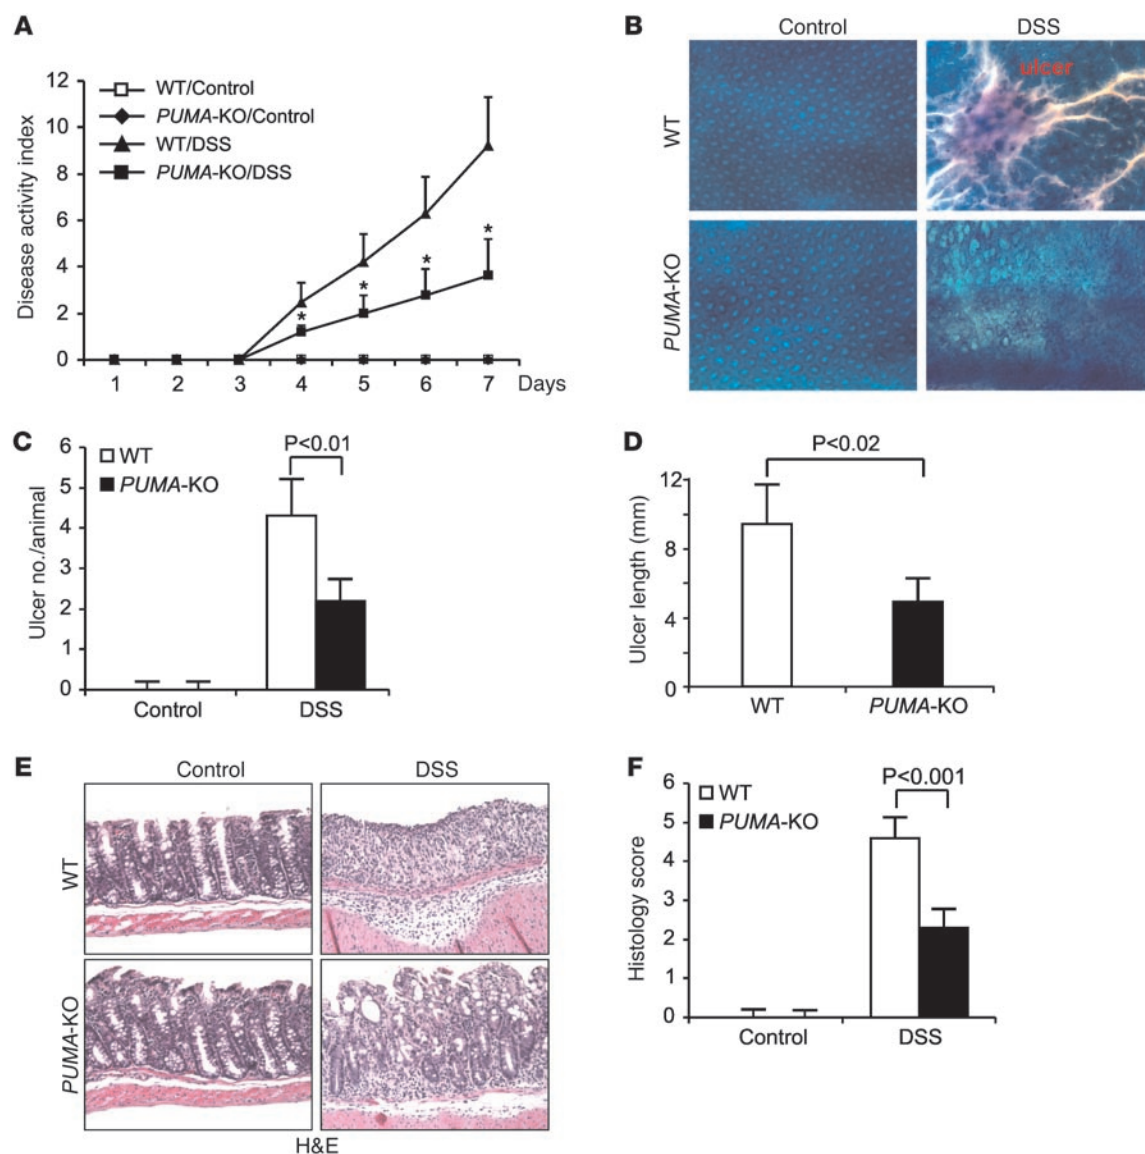 A
Disease activity index
12
10
8
6
4
2
0
WT/Control
PUMA-KO/Control
WT/DSS
PUMA-KO/DSS
*
*
*
*
1 2 3 4 5 6 7 Days
B
Control DSS
WT
ulcer
PUMA-KO
C
Ulcer no./animal
6
5
4
3
2
1
0
WT
PUMA-KO
P<0.01
Control DSS
D
Ulcer length (mm)
12
8
4
0
P<0.02
WT PUMA-KO
E
Control DSS
WT
PUMA-KO
H&E
F
Histology score
6
5
4
3
2
1
0
WT
PUMA-KO
P<0.001
Control DSS